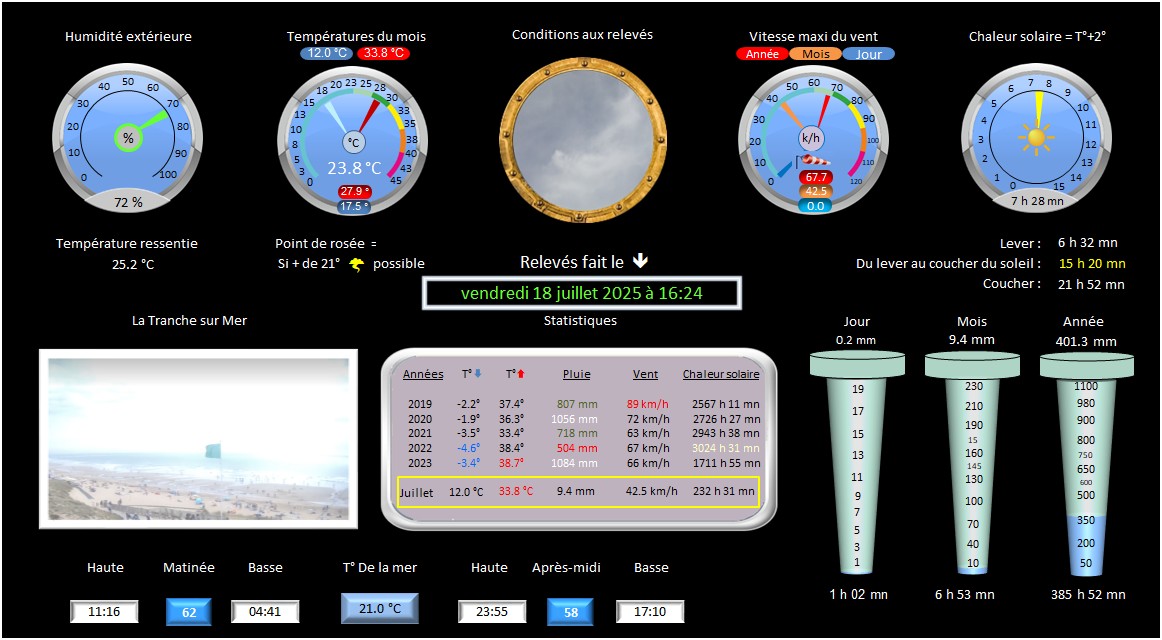 Humidité extérieure
Températures du mois
Conditions aux relevés
Vitesse maxi du vent
Chaleur solaire = T°+2°
12.0 °C 33.8 °C
Année Mois Jour
0 10 20 30 40 50 60 70 80 90 100
%
72 %
0 3 5 8 10 13 15 18 20 23 25 28 30 33 35 38 40 43 45
°C
23.8 °C
27.9 °
17.5 °
0 10 20 30 40 50 60 70 80 90 100 110 120
k/h
67.7
42.5
0.0
0 1 2 3 4 5 6 7 8 9 10 11 12 13 14 15
7 h 28 mn
Température ressentie
25.2 °C
Point de rosée =
Si + de 21° possible
Relevés fait le
vendredi 18 juillet 2025 à 16:24
Lever : 6 h 32 mn
Du lever au coucher du soleil : 15 h 20 mn
Coucher : 21 h 52 mn
La Tranche sur Mer
Statistiques
Années T° T° Pluie Vent Chaleur solaire
2019 -2.2° 37.4° 807 mm 89 km/h 2567 h 11 mn
2020 -1.9° 36.3° 1056 mm 72 km/h 2726 h 27 mn
2021 -3.5° 33.4° 718 mm 63 km/h 2943 h 38 mn
2022 -4.6° 38.4° 504 mm 67 km/h 3024 h 31 mn
2023 -3.4° 38.7° 1084 mm 66 km/h 1711 h 55 mn
Juillet 12.0 °C 33.8 °C 9.4 mm 42.5 km/h 232 h 31 mn
Jour Mois Année
0.2 mm 9.4 mm 401.3 mm
19
17
15
13
11
9
7
5
3
1
230
210
190
15
160
145
130
100
70
40
10
1100
980
900
800
750
650
600
500
350
200
50
1 h 02 mn 6 h 53 mn 385 h 52 mn
Haute Matinée Basse T° De la mer Haute Après-midi Basse
11:16 62 04:41 21.0 °C 23:55 58 17:10